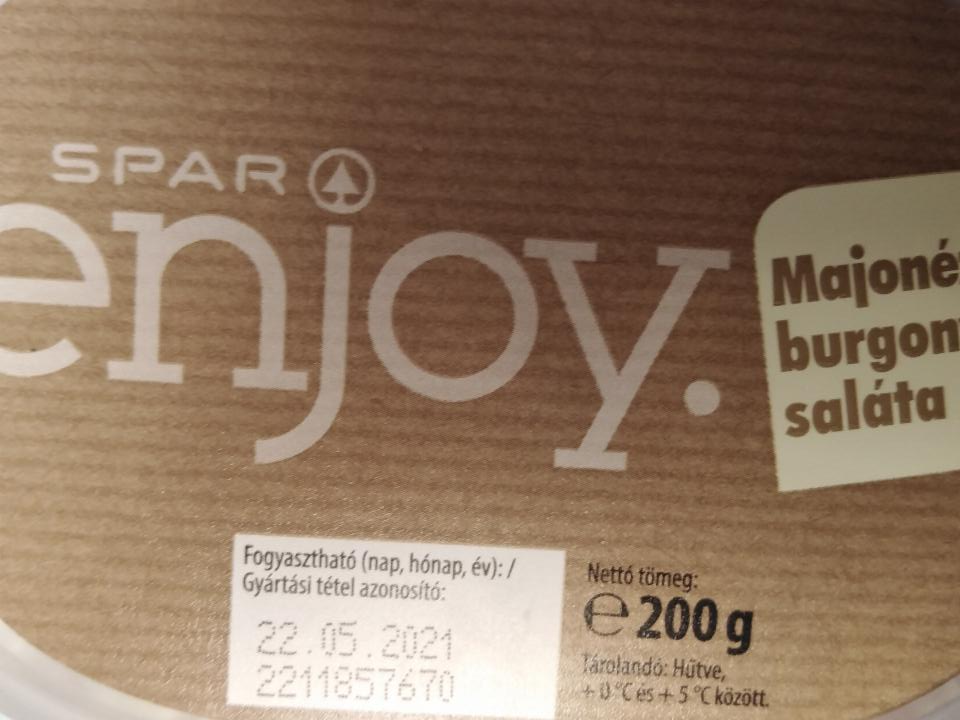 SPAR
enjoy.
Majoné
burgon
saláta
Fogyasztható (nap, hónap, év): /
Gyártási tétel azonosító:
22.05.2021
2211857670
Nettó tömeg:
℮ 200 g
Tárolandó: Hűtve,
+ 0 °C és + 5 °C között.